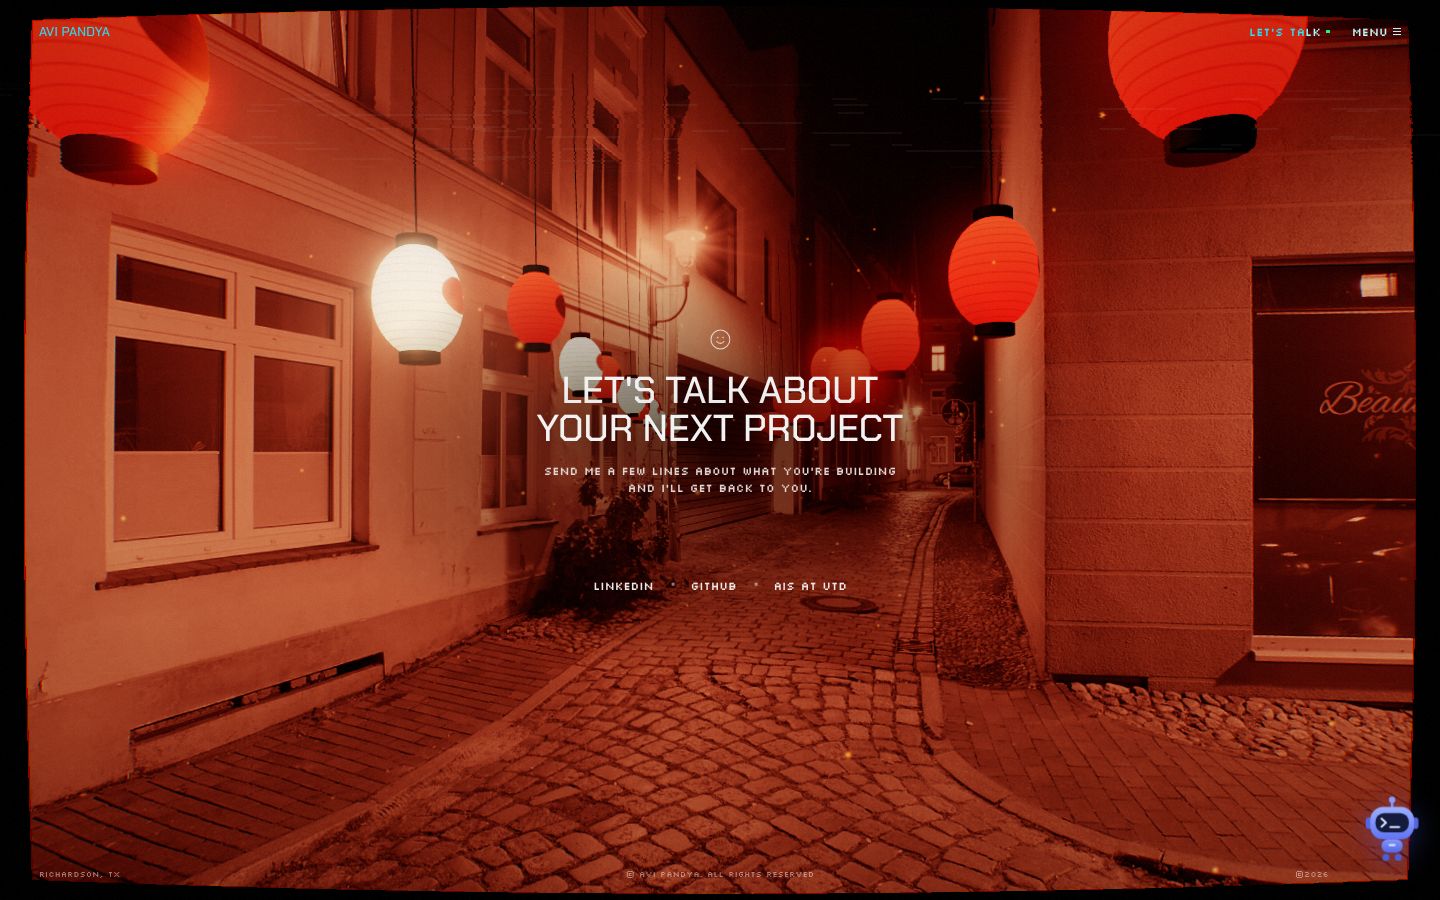 AVI PANDYA
LET'S TALK
MENU
LET'S TALK ABOUT
YOUR NEXT PROJECT
SEND ME A FEW LINES ABOUT WHAT YOU'RE BUILDING
AND I'LL GET BACK TO YOU.
LINKEDIN
GITHUB
AIS AT UTD
RICHARDSON, TX
© AVI PANDYA. ALL RIGHTS RESERVED
©2026